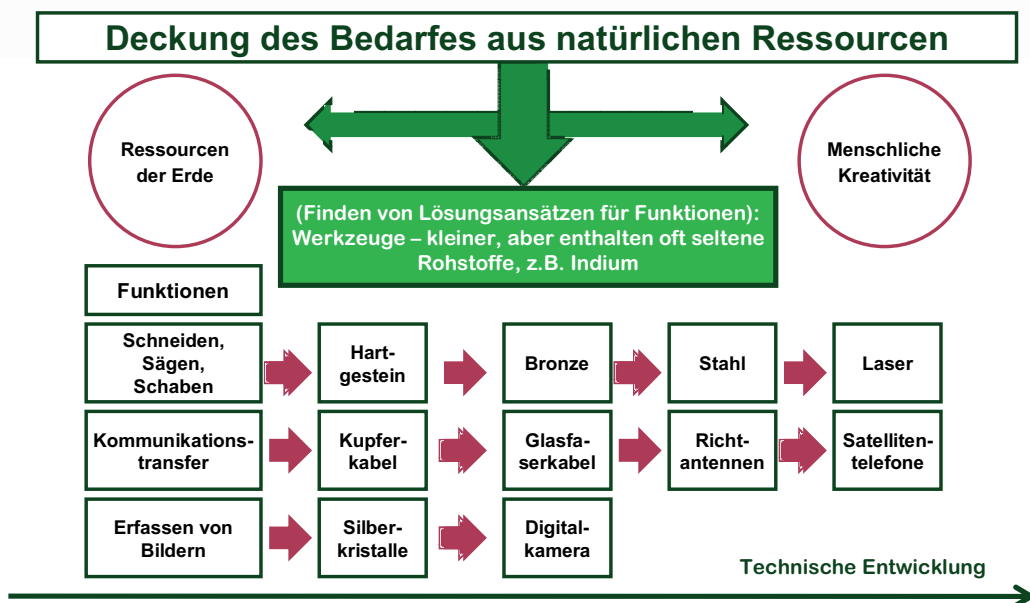 Deckung des Bedarfes aus natürlichen Ressourcen
Ressourcen
der Erde
Menschliche
Kreativität
(Finden von Lösungsansätzen für Funktionen):
Werkzeuge – kleiner, aber enthalten oft seltene
Rohstoffe, z.B. Indium
Funktionen
Schneiden,
Sägen,
Schaben
Hart-
gestein
Bronze
Stahl
Laser
Kommunikations-
transfer
Kupfer-
kabel
Glasfa-
serkabel
Richt-
antennen
Satelliten-
telefone
Erfassen von
Bildern
Silber-
kristalle
Digital-
kamera
Technische Entwicklung